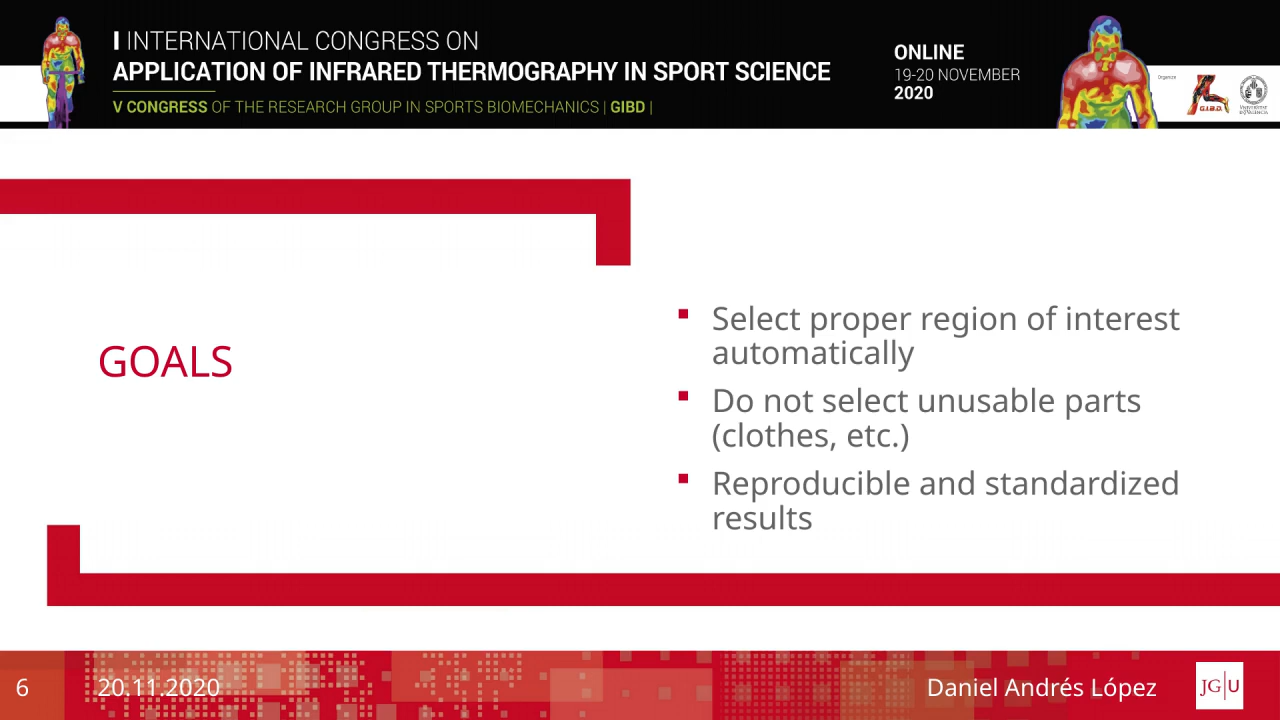 I INTERNATIONAL CONGRESS ON
APPLICATION OF INFRARED THERMOGRAPHY IN SPORT SCIENCE
V CONGRESS OF THE RESEARCH GROUP IN SPORTS BIOMECHANICS | GIBD |
ONLINE
19-20 NOVEMBER
2020
G.I.B.D.
GOALS
Select proper region of interest
automatically
Do not select unusable parts
(clothes, etc.)
Reproducible and standardized
results
6
20.11.2020
Daniel Andrés López
JG|U